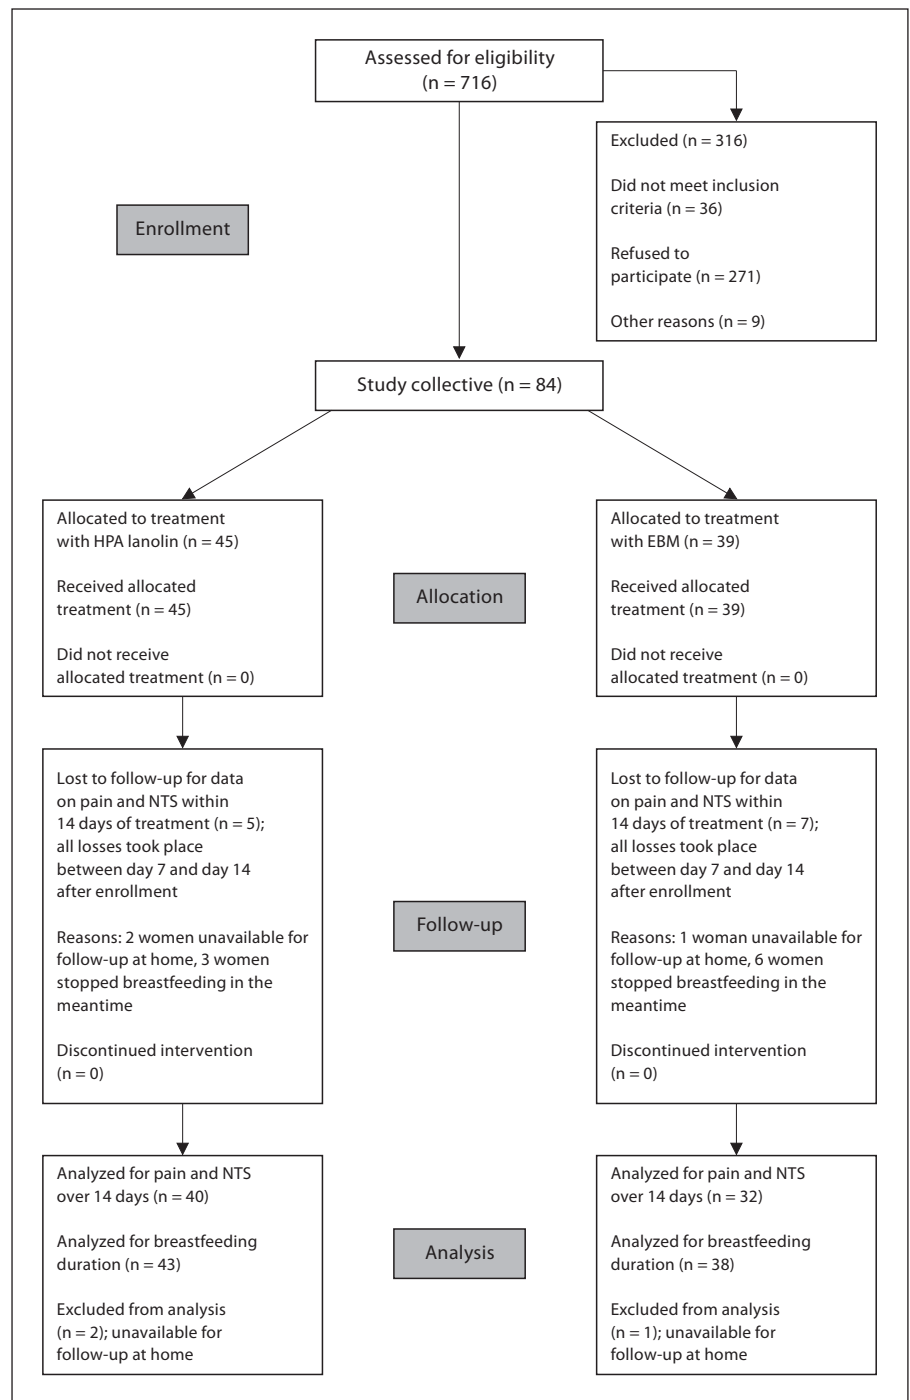 Assessed for eligibility
(n = 716)
Excluded (n = 316)
Did not meet inclusion
criteria (n = 36)
Refused to
participate (n = 271)
Other reasons (n = 9)
Enrollment
Study collective (n = 84)
Allocated to treatment
with HPA lanolin (n = 45)
Received allocated
treatment (n = 45)
Did not receive
allocated treatment (n = 0)
Allocation
Allocated to treatment
with EBM (n = 39)
Received allocated
treatment (n = 39)
Did not receive
allocated treatment (n = 0)
Lost to follow-up for data
on pain and NTS within
14 days of treatment (n = 5);
all losses took place
between day 7 and day 14
after enrollment
Reasons: 2 women unavailable for
follow-up at home, 3 women
stopped breastfeeding in the
meantime
Discontinued intervention
(n = 0)
Follow-up
Lost to follow-up for data
on pain and NTS within
14 days of treatment (n = 7);
all losses took place
between day 7 and day 14
after enrollment
Reasons: 1 woman unavailable for
follow-up at home, 6 women
stopped breastfeeding in the
meantime
Discontinued intervention
(n = 0)
Analyzed for pain and NTS
over 14 days (n = 40)
Analyzed for breastfeeding
duration (n = 43)
Excluded from analysis
(n = 2); unavailable for
follow-up at home
Analysis
Analyzed for pain and NTS
over 14 days (n = 32)
Analyzed for breastfeeding
duration (n = 38)
Excluded from analysis
(n = 1); unavailable for
follow-up at home